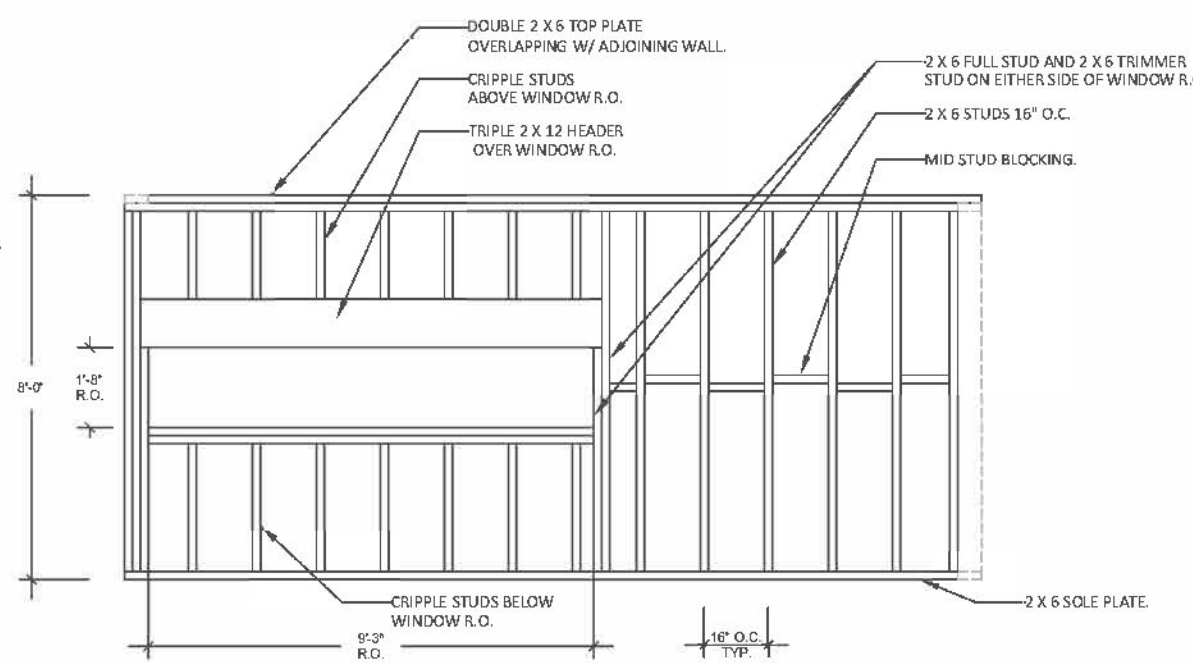 DOUBLE 2 X 6 TOP PLATE
OVERLAPPING W/ ADJOINING WALL.
CRIPPLE STUDS
ABOVE WINDOW R.O.
TRIPLE 2 X 12 HEADER
OVER WINDOW R.O.
2 X 6 FULL STUD AND 2 X 6 TRIMMER
STUD ON EITHER SIDE OF WINDOW R.
2 X 6 STUDS 16" O.C.
MID STUD BLOCKING.
8'-0"
1'-8"
R.O.
CRIPPLE STUDS BELOW
WINDOW R.O.
9'-3"
R.O.
16" O.C.
TYP.
2 X 6 SOLE PLATE.